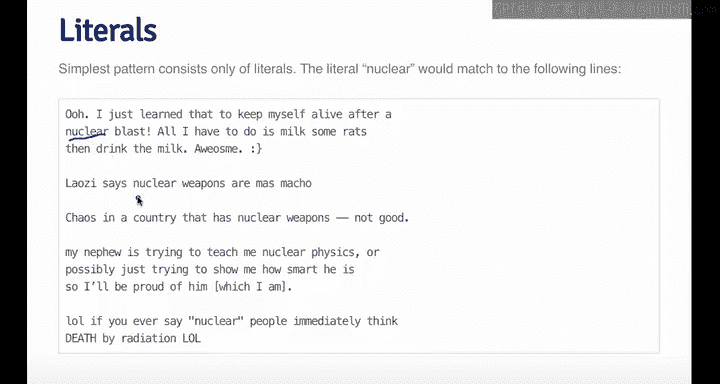 Literals
Simplest pattern consists only of literals. The literal “nuclear” would match to the following lines:
Ooh. I just learned that to keep myself alive after a
nuclear blast! All I have to do is milk some rats
then drink the milk. Aweosme. :}
Laozi says nuclear weapons are mas macho
Chaos in a country that has nuclear weapons —— not good.
my nephew is trying to teach me nuclear physics, or
possibly just trying to show me how smart he is
so I’ll be proud of him [which I am].
lol if you ever say "nuclear" people immediately think
DEATH by radiation LOL